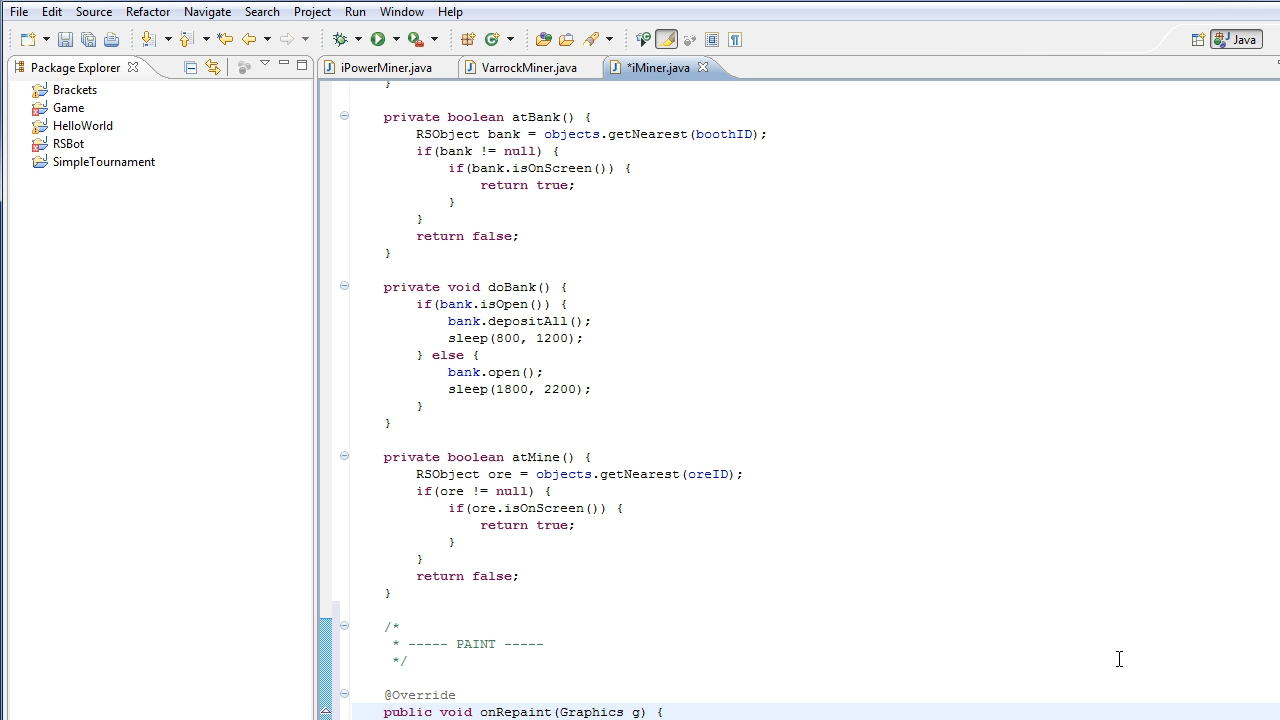 File Edit Source Refactor Navigate Search Project Run Window Help
Java
Package Explorer
iPowerMiner.java VarrockMiner.java *iMiner.java
Brackets
Game
HelloWorld
RSBot
SimpleTournament
}
private boolean atBank() {
RSObject bank = objects.getNearest(boothID);
if(bank != null) {
if(bank.isOnScreen()) {
return true;
}
}
return false;
}
private void doBank() {
if(bank.isOpen()) {
bank.depositAll();
sleep(800, 1200);
} else {
bank.open();
sleep(1800, 2200);
}
}
private boolean atMine() {
RSObject ore = objects.getNearest(oreID);
if(ore != null) {
if(ore.isOnScreen()) {
return true;
}
}
return false;
}
/*
* ----- PAINT -----
*/
@Override
public void onRepaint(Graphics g) {